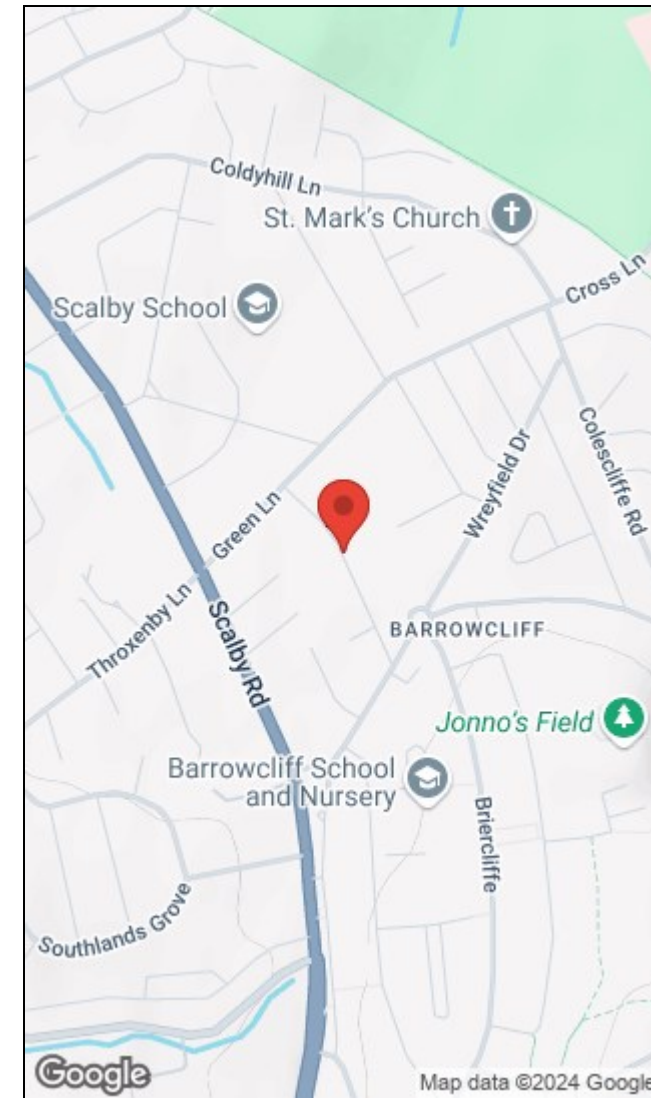 Coldyhill Ln
St. Mark's Church
Cross Ln
Scalby School
Colescliffe Rd
Wreyfield Dr
Green Ln
Throxenby Ln
Scalby Rd
BARROWCLIFF
Jonno's Field
Barrowcliff School
and Nursery
Briercliffe
Southlands Grove
Google
Map data ©2024 Google